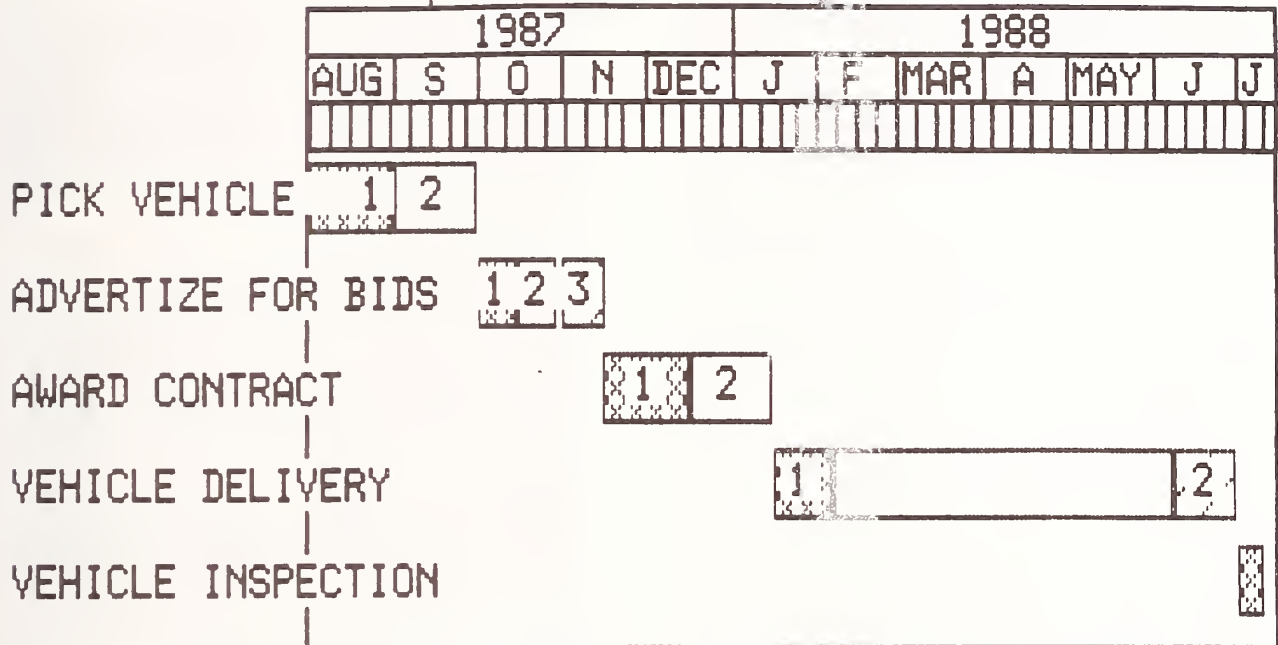 1987 1988
AUG S O N DEC J F MAR A MAY J J
PICK VEHICLE 1 2
ADVERTIZE FOR BIDS 1 2 3
AWARD CONTRACT 1 2
VEHICLE DELIVERY 1 2
VEHICLE INSPECTION